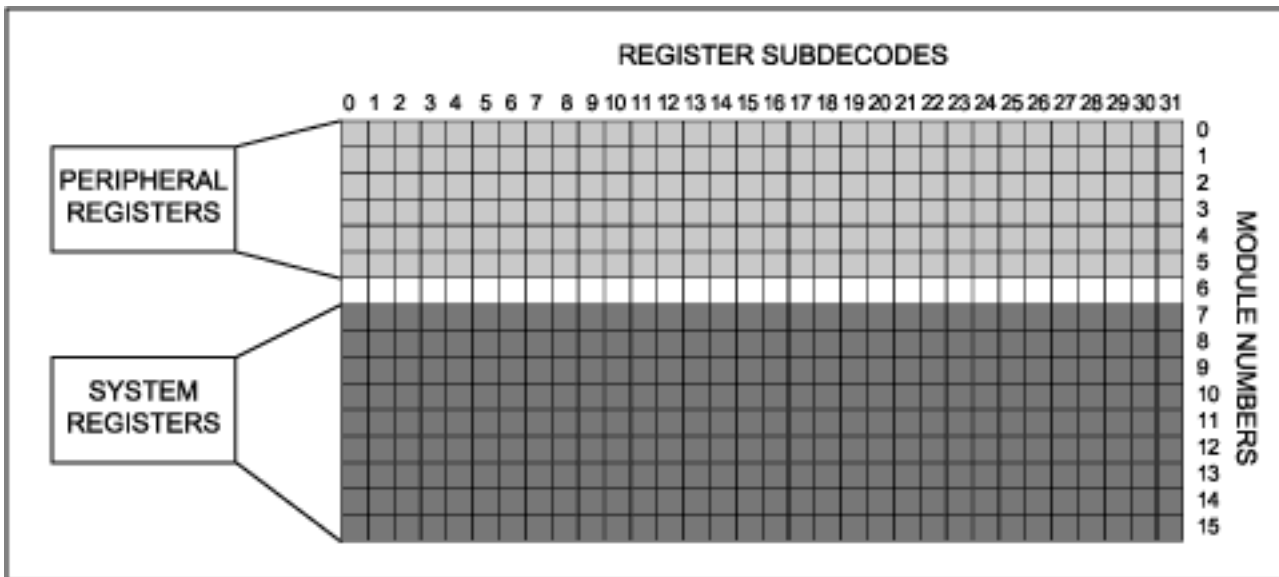 REGISTER SUBDECODES
0 1 2 3 4 5 6 7 8 9 10 11 12 13 14 15 16 17 18 19 20 21 22 23 24 25 26 27 28 29 30 31
PERIPHERAL
REGISTERS
SYSTEM
REGISTERS
0
1
2
3
4
5
6
7
8
9
10
11
12
13
14
15
MODULE NUMBERS